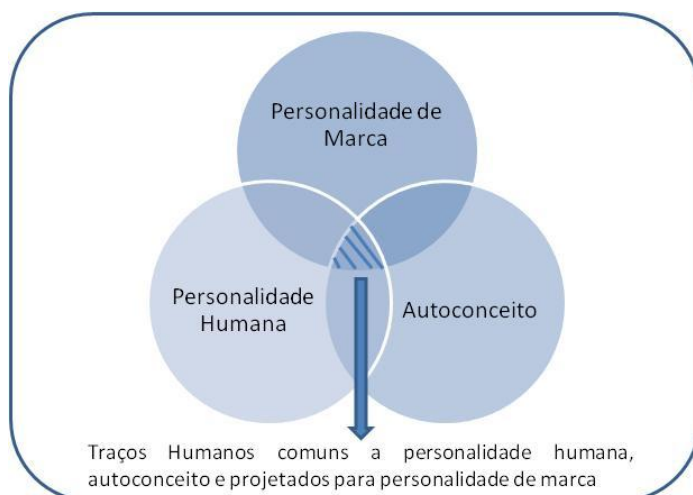 Personalidade de
Marca
Personalidade
Humana
Autoconceito
Traços Humanos comuns a personalidade humana,
autoconceito e projetados para personalidade de marca